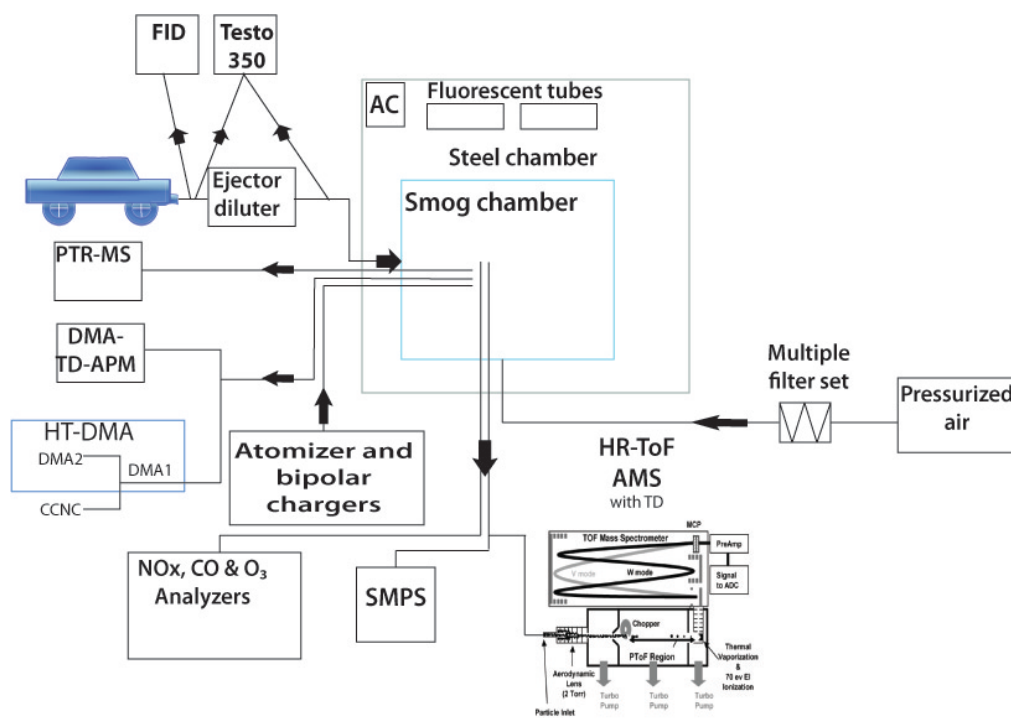 FID
Testo
350
AC
Fluorescent tubes
Steel chamber
Ejector
diluter
Smog chamber
PTR-MS
DMA-
TD-APM
Multiple
filter set
Pressurized
air
HT-DMA
DMA2
DMA1
CCNC
Atomizer and
bipolar
chargers
HR-ToF
AMS
with TD
NOx, CO & O₃
Analyzers
SMPS
MCP
TOF Mass Spectrometer
PreAmp
V mode
W mode
Signal
to ADC
Chopper
PToF Region
Thermal
Vaporization
&
70 ev EI
Ionization
Aerodynamic
Lens
(2 Torr)
Particle Inlet
Turbo
Pump
Turbo
Pump
Turbo
Pump